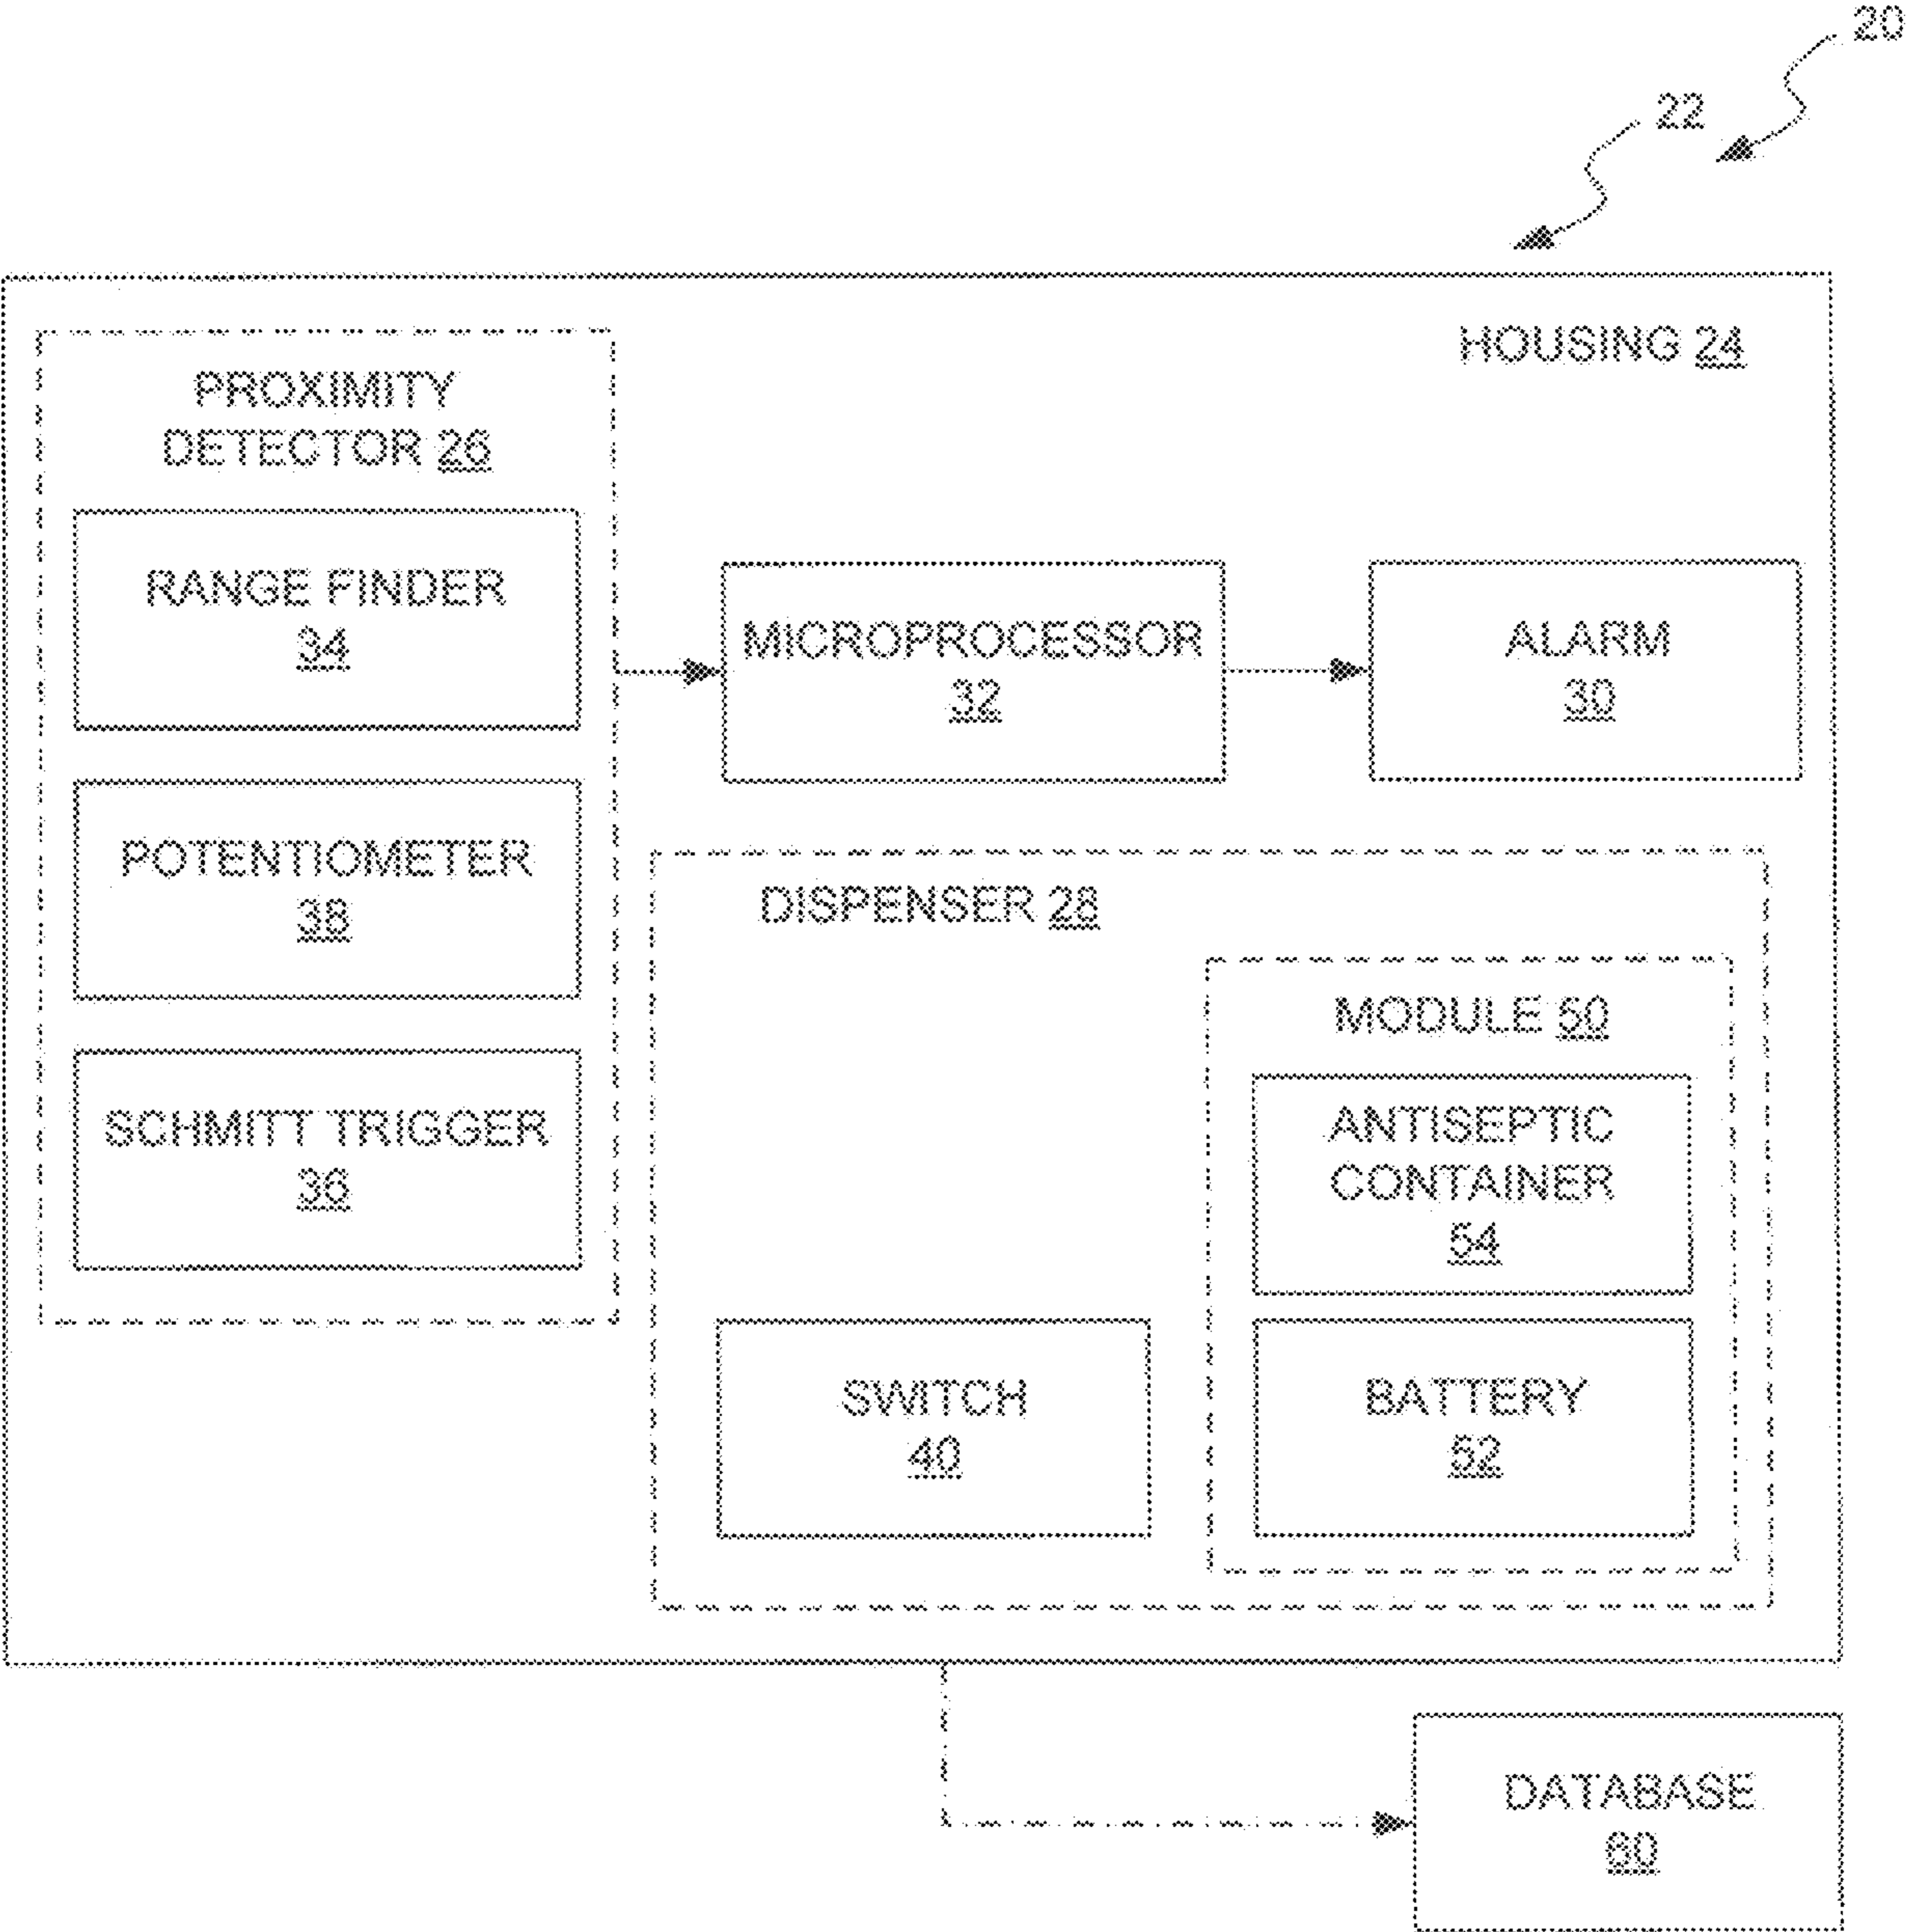 20
22
HOUSING 24
PROXIMITY
DETECTOR 26
RANGE FINDER
34
POTENTIOMETER
38
SCHMITT TRIGGER
36
MICROPROCESSOR
32
ALARM
30
DISPENSER 28
MODULE 50
ANTISEPTIC
CONTAINER
54
SWITCH
40
BATTERY
52
DATABASE
60